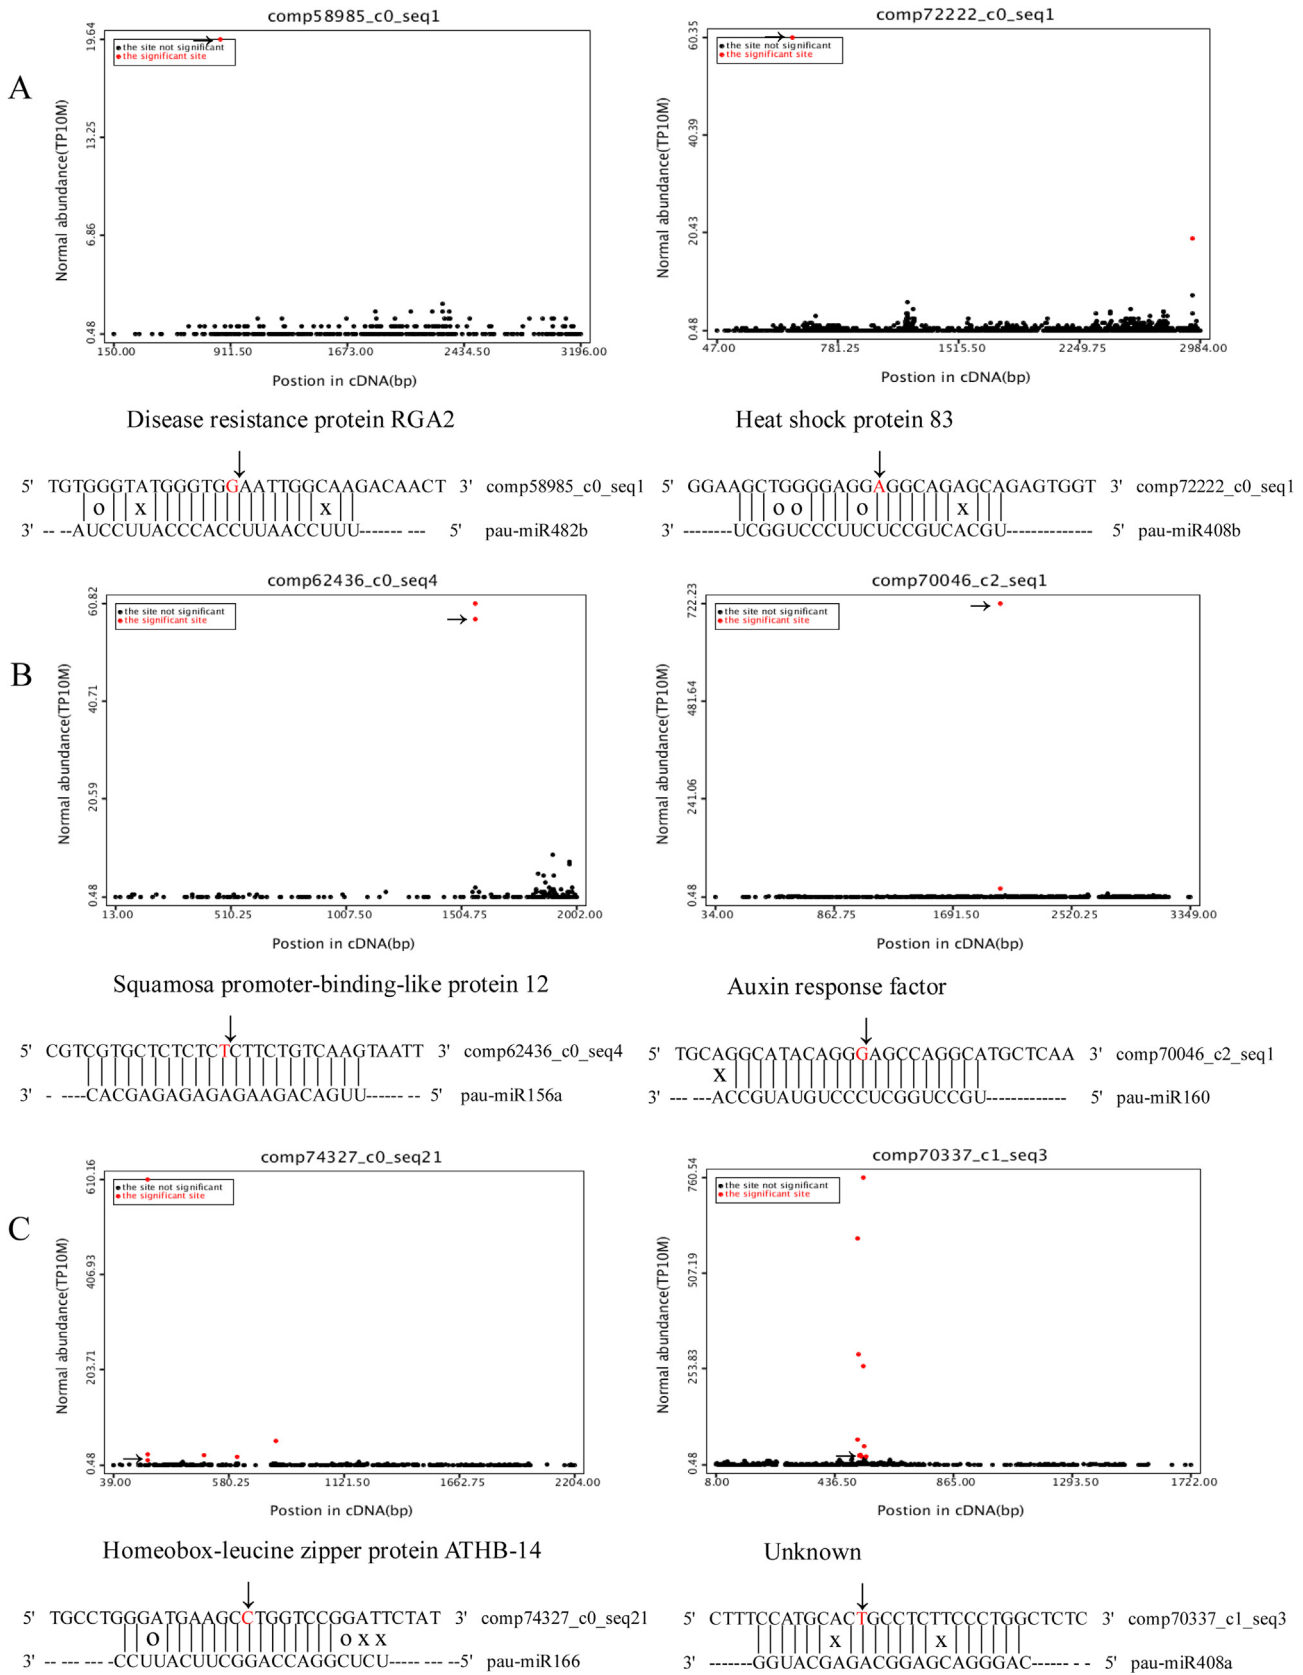 comp58985_c0_seq1
comp72222_c0_seq1
A
19.64
13.25
6.86
0.48
Normal abundance(TP10M)
the site not significant
the significant site
150.00 911.50 1673.00 2434.50 3196.00
Postion in cDNA(bp)
60.35
40.39
20.43
0.48
Normal abundance(TP10M)
the site not significant
the significant site
47.00 781.25 1515.50 2249.75 2984.00
Postion in cDNA(bp)
Disease resistance protein RGA2
5' TGTGGGTATGGGTGGAATTGGCAAGACAACT 3' comp58985_c0_seq1
o x x
3' -- ---AUCCUUACCCACCUUAACCUUU------- --- 5' pau-miR482b
Heat shock protein 83
5' GGAAGCTGGGGAGGAGGCAGAGCAGAGTGGT 3' comp72222_c0_seq1
o o o x
3' --------UCGGUCCCUUCUCCGUCACGU-------------- 5' pau-miR408b
comp62436_c0_seq4
comp70046_c2_seq1
B
60.82
40.71
20.59
0.48
Normal abundance(TP10M)
the site not significant
the significant site
13.00 510.25 1007.50 1504.75 2002.00
Postion in cDNA(bp)
722.23
481.64
241.06
0.48
Normal abundance(TP10M)
the site not significant
the significant site
34.00 862.75 1691.50 2520.25 3349.00
Postion in cDNA(bp)
Squamosa promoter-binding-like protein 12
5' CGTCGTGCTCTCTCTCTTCTGTCAAGTAATT 3' comp62436_c0_seq4
3' - ----CACGAGAGAGAGAAGACAGUU------ -- 5' pau-miR156a
Auxin response factor
5' TGCAGGCATACAGGGAGCCAGGCATGCTCAA 3' comp70046_c2_seq1
x
3' --- ---ACCGUAUGUCCCUCGGUCCGU------------- 5' pau-miR160
comp74327_c0_seq21
comp70337_c1_seq3
C
610.16
406.93
203.71
0.48
Normal abundance(TP10M)
the site not significant
the significant site
39.00 580.25 1121.50 1662.75 2204.00
Postion in cDNA(bp)
760.54
507.19
253.83
0.48
Normal abundance(TP10M)
the site not significant
the significant site
8.00 436.50 865.00 1293.50 1722.00
Postion in cDNA(bp)
Homeobox-leucine zipper protein ATHB-14
5' TGCCTGGGATGAAGCCTGGTCCGGATTCTAT 3' comp74327_c0_seq21
o o x x
3' -- --- --- ---CCUUACUUCGGACCAGGCUCU----- --- --5' pau-miR166
Unknown
5' CTTTCCATGCACTGCCTCTTCCCTGGCTCTC 3' comp70337_c1_seq3
x x
3' -------GGUACGAGACGGAGCAGGGAC------ -- - 5' pau-miR408a